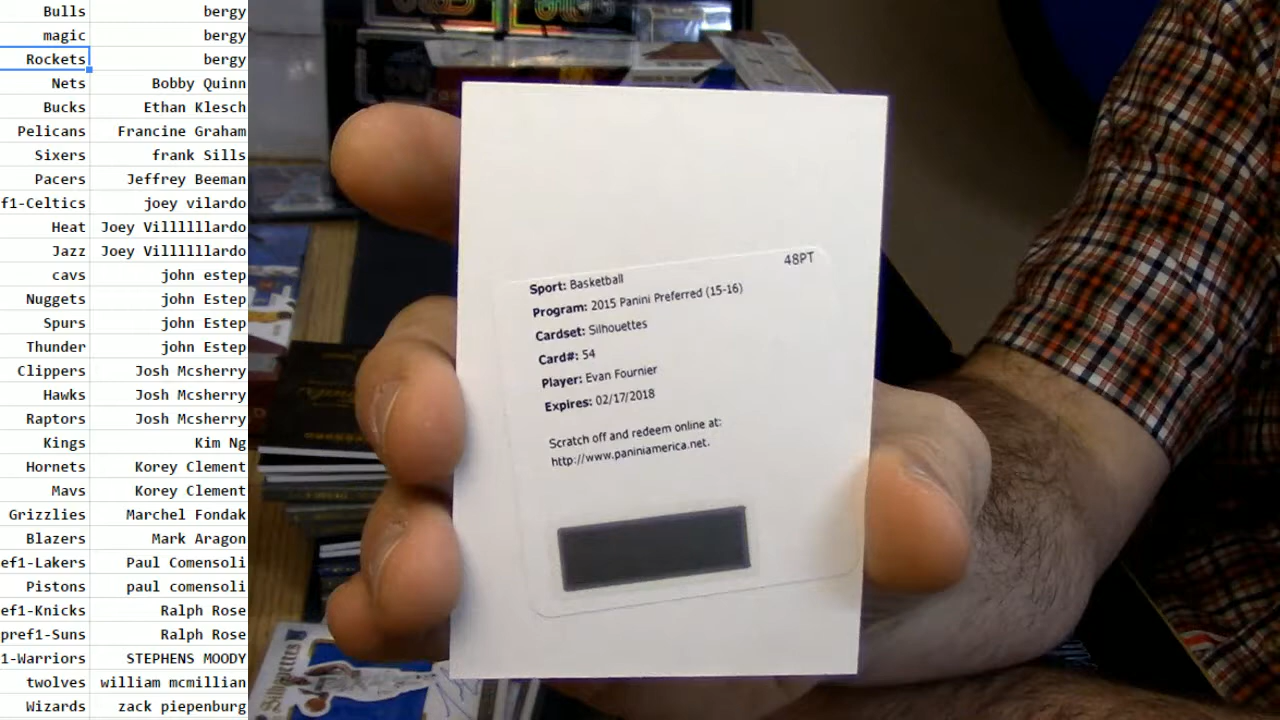 Bulls bergy
magic bergy
Rockets bergy
Nets Bobby Quinn
Bucks Ethan Klesch
Pelicans Francine Graham
Sixers frank Sills
Pacers Jeffrey Beeman
f1-Celtics joey vilardo
Heat Joey Villlllllardo
Jazz Joey Villlllllardo
cavs john estep
Nuggets john Estep
Spurs john Estep
Thunder john Estep
Clippers Josh Mcsherry
Hawks Josh Mcsherry
Raptors Josh Mcsherry
Kings Kim Ng
Hornets Korey Clement
Mavs Korey Clement
Grizzlies Marchel Fondak
Blazers Mark Aragon
ef1-Lakers Paul Comensoli
Pistons paul comensoli
ef1-Knicks Ralph Rose
pref1-Suns Ralph Rose
1-Warriors STEPHENS MOODY
twolves william mcmillian
Wizards zack piepenburg
48PT
Sport: Basketball
Program: 2015 Panini Preferred (15-16)
Cardset: Silhouettes
Card#: 54
Player: Evan Fournier
Expires: 02/17/2018
Scratch off and redeem online at:
http://www.paniniamerica.net.
Silhouettes